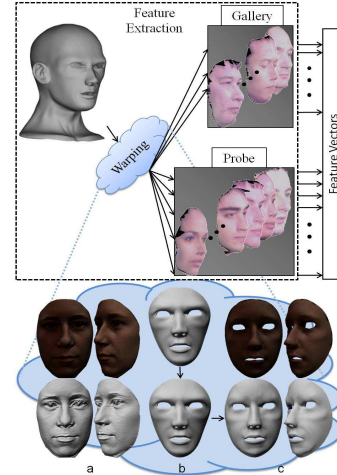 Feature
Extraction
Gallery
Warping
Probe
Feature Vectors
a
b
c